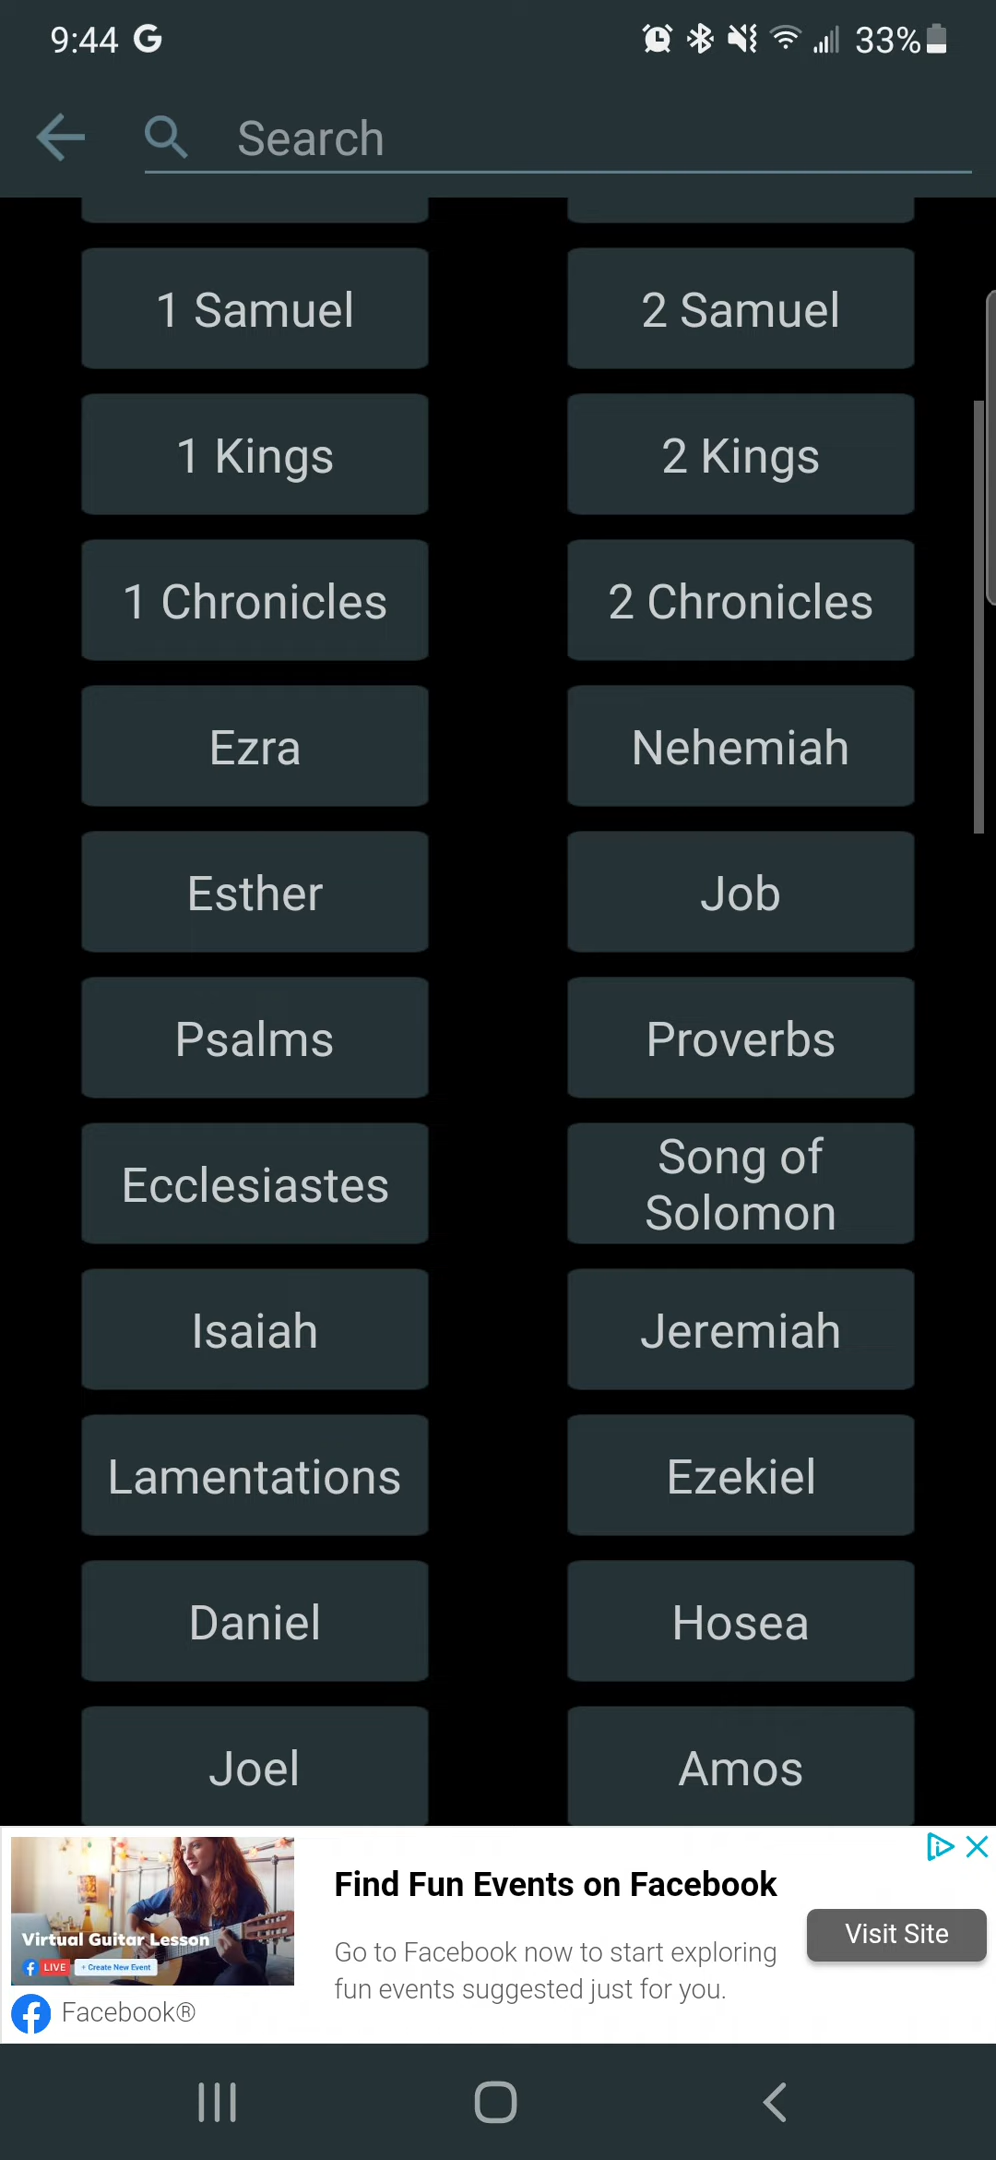 9:44 G 33%
Search
1 Samuel 2 Samuel
1 Kings 2 Kings
1 Chronicles 2 Chronicles
Ezra Nehemiah
Esther Job
Psalms Proverbs
Ecclesiastes Song of
Solomon
Isaiah Jeremiah
Lamentations Ezekiel
Daniel Hosea
Joel Amos
Find Fun Events on Facebook
Visit Site
Virtual Guitar Lesson
LIVE + Create New Event
Go to Facebook now to start exploring
fun events suggested just for you.
Facebook®